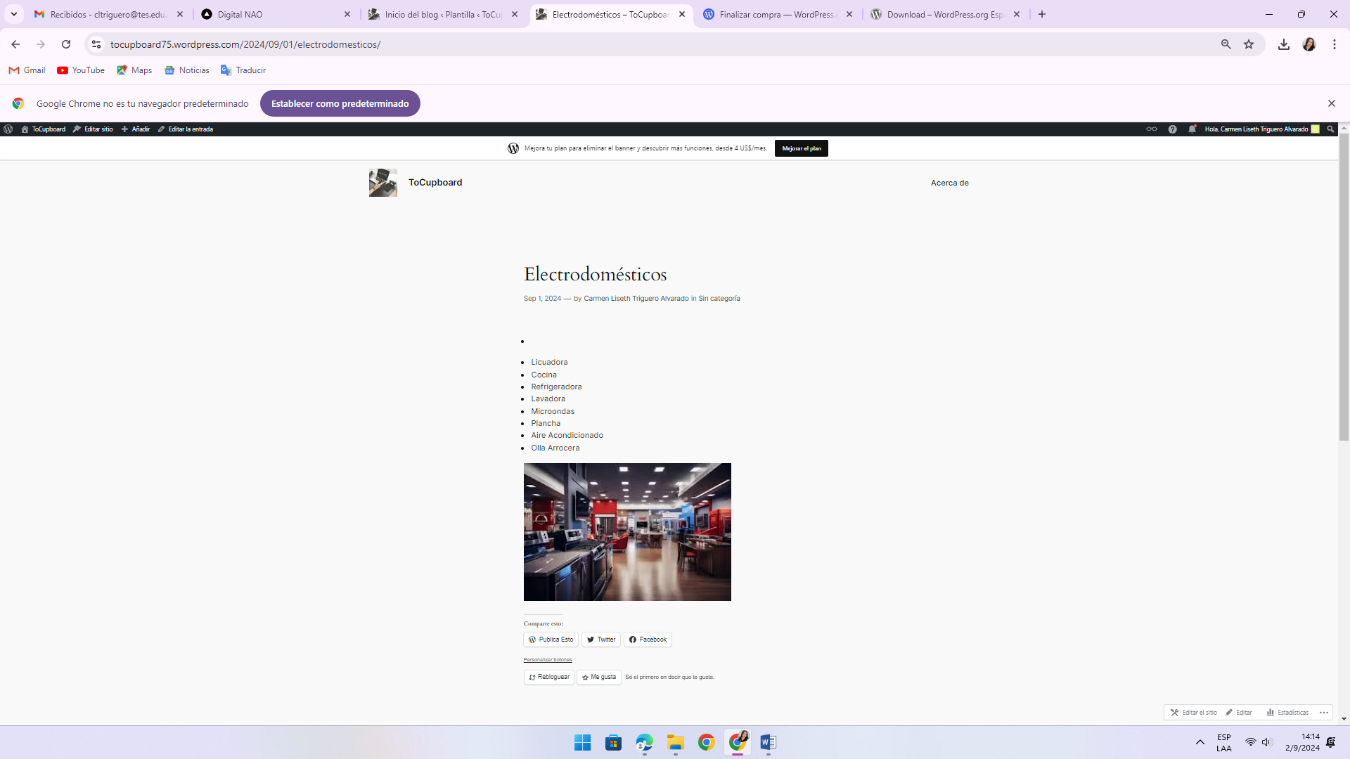 Recibidos - cltriguero@tes.edu.
Digital NAO
Inicio del blog ‹ Plantilla ‹ ToCu
Electrodomésticos – ToCupboar
Finalizar compra — WordPress.
Download – WordPress.org Esp
tocupboard75.wordpress.com/2024/09/01/electrodomesticos/
Gmail YouTube Maps Noticias Traducir
Google Chrome no es tu navegador predeterminado Establecer como predeterminado
ToCupboard Editar sitio Añadir Editar la entrada Hola, Carmen Liseth Triguero Alvarado
Mejora tu plan para eliminar el banner y descubrir más funciones, desde 4 US$/mes. Mejorar el plan
ToCupboard Acerca de
Electrodomésticos
Sep 1, 2024 — by Carmen Liseth Triguero Alvarado in Sin categoría
Licuadora
Cocina
Refrigeradora
Lavadora
Microondas
Plancha
Aire Acondicionado
Olla Arrocera
Comparte esto:
Publica Esto Twitter Facebook
Personalizar botones
Rebloguear Me gusta Sé el primero en decir que te gusta.
Editar el sitio Editar Estadísticas ...
ESP
LAA
14:14
2/9/2024